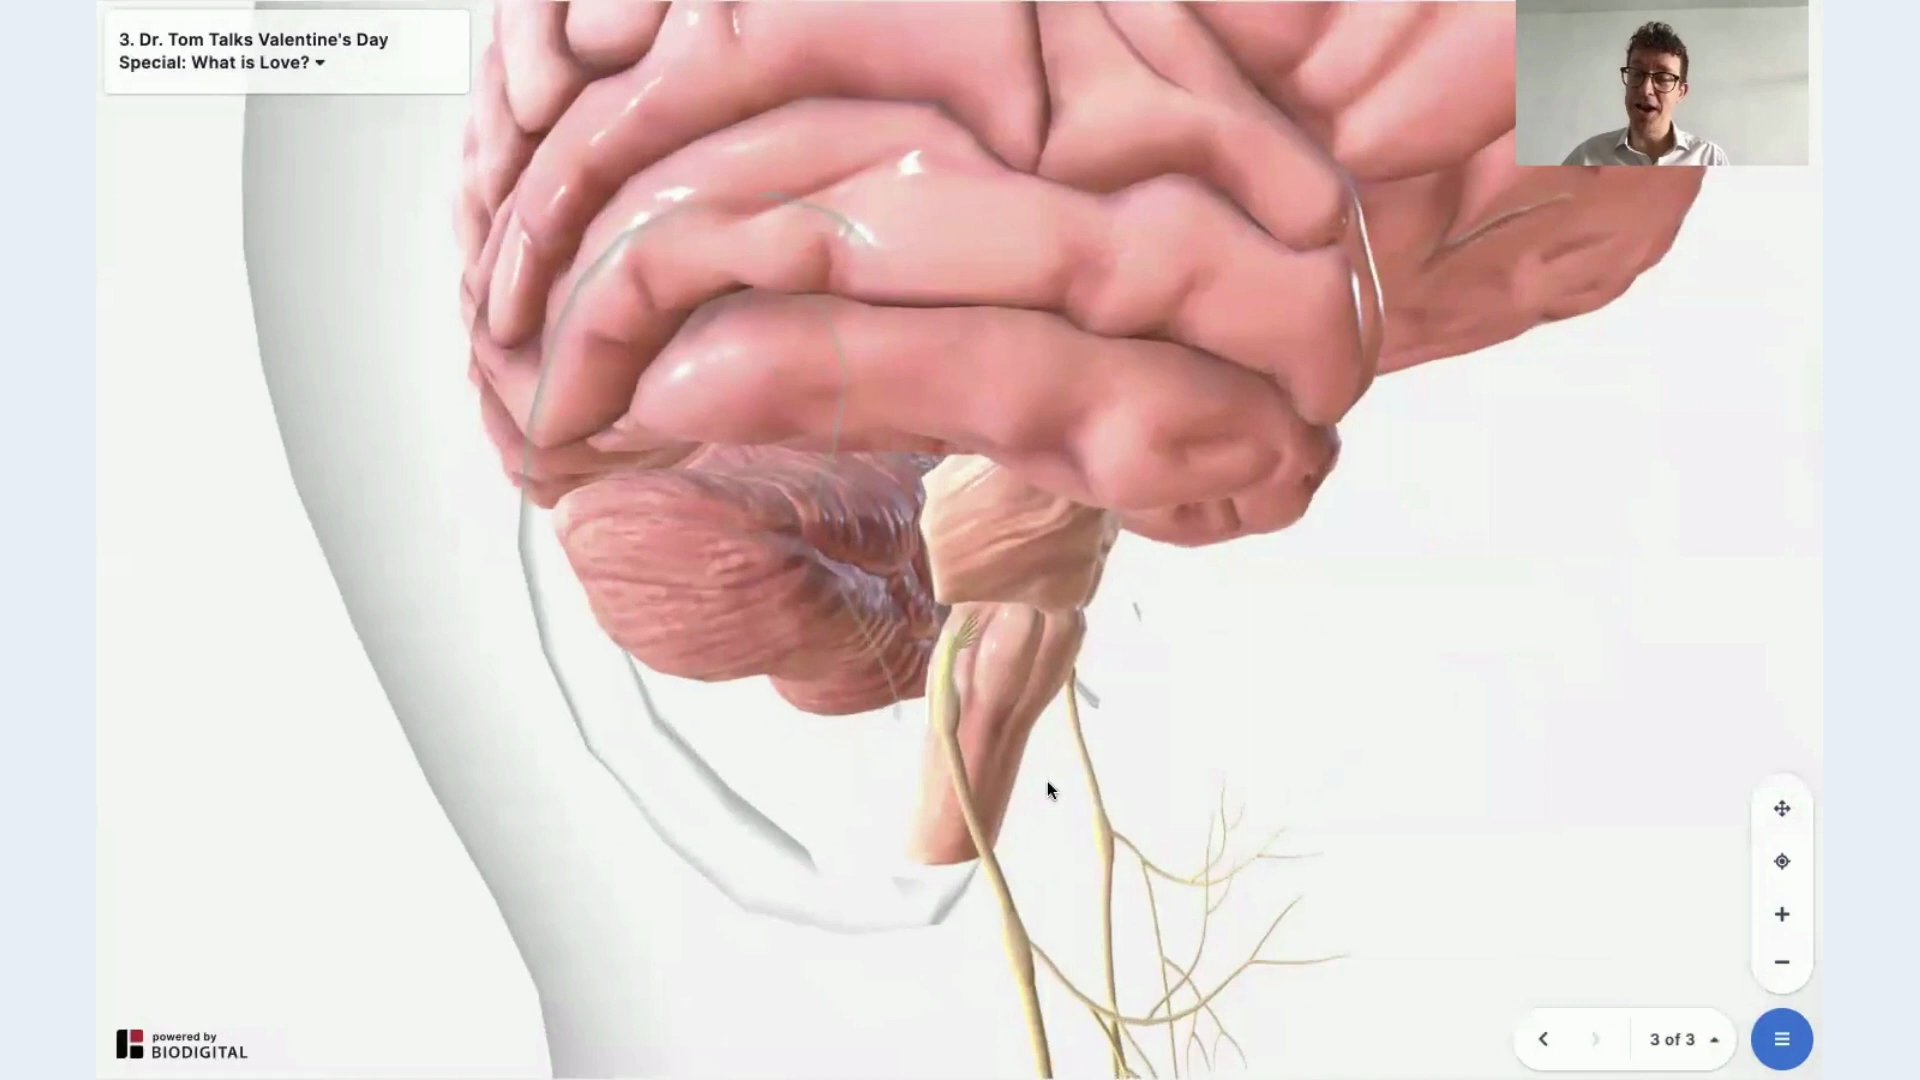 3. Dr. Tom Talks Valentine's Day
Special: What is Love?
powered by
BIODIGITAL
3 of 3